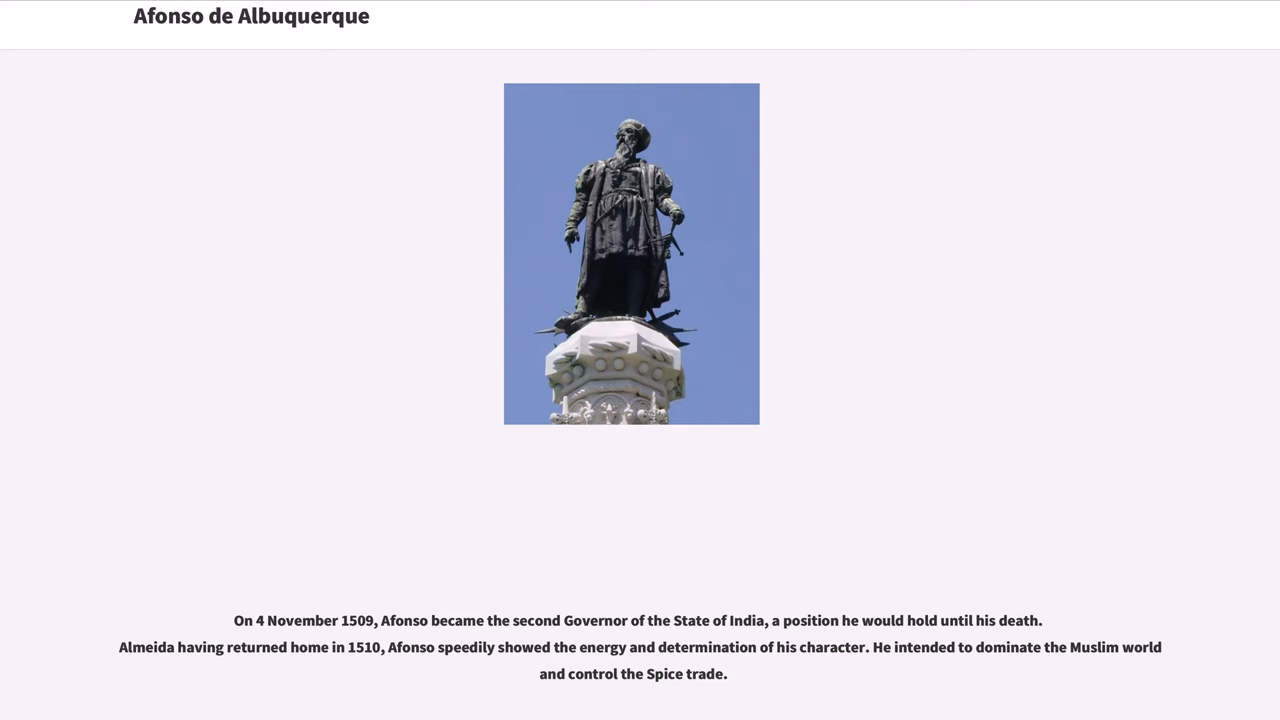 Afonso de Albuquerque
On 4 November 1509, Afonso became the second Governor of the State of India, a position he would hold until his death.
Almeida having returned home in 1510, Afonso speedily showed the energy and determination of his character. He intended to dominate the Muslim world
and control the Spice trade.